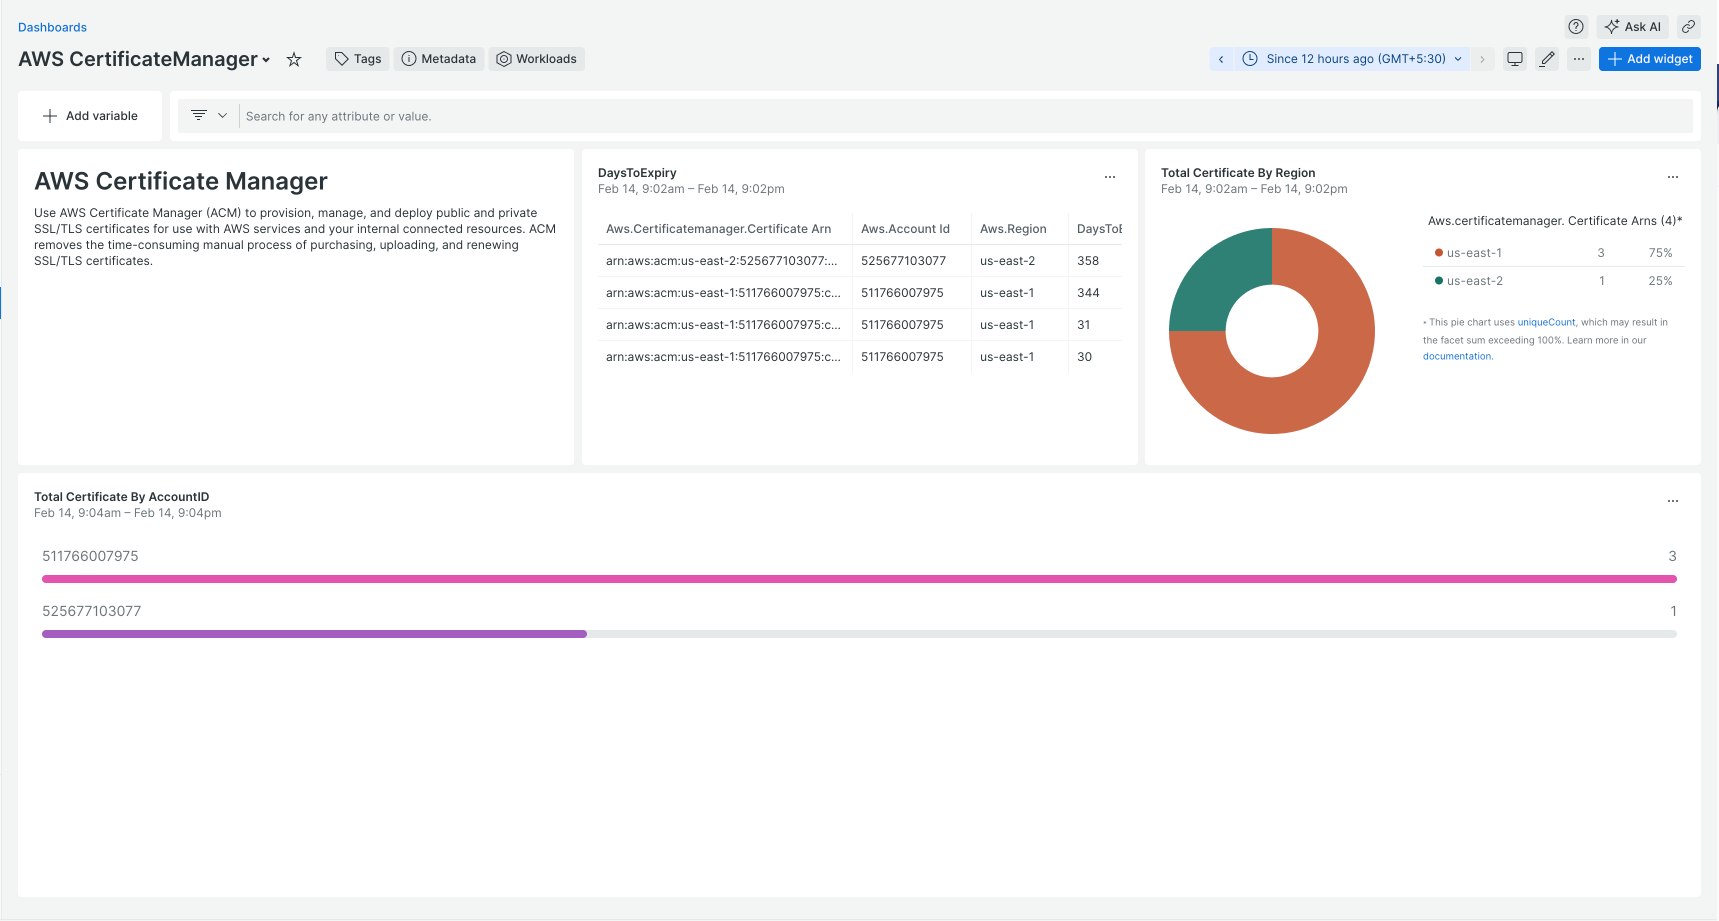 Dashboards
Ask AI
AWS CertificateManager
Tags
Metadata
Workloads
Since 12 hours ago (GMT+5:30)
Add widget
Add variable
Search for any attribute or value.
AWS Certificate Manager
Use AWS Certificate Manager (ACM) to provision, manage, and deploy public and private
SSL/TLS certificates for use with AWS services and your internal connected resources. ACM
removes the time-consuming manual process of purchasing, uploading, and renewing
SSL/TLS certificates.
DaysToExpiry
Feb 14, 9:02am – Feb 14, 9:02pm
Aws.Certificatemanager.Certificate Arn Aws.Account Id Aws.Region DaysToE
arn:aws:acm:us-east-2:525677103077:... 525677103077 us-east-2 358
arn:aws:acm:us-east-1:511766007975:c... 511766007975 us-east-1 344
arn:aws:acm:us-east-1:511766007975:c... 511766007975 us-east-1 31
arn:aws:acm:us-east-1:511766007975:c... 511766007975 us-east-1 30
Total Certificate By Region
Feb 14, 9:02am – Feb 14, 9:02pm
Aws.certificatemanager. Certificate Arns (4)*
us-east-1 3 75%
us-east-2 1 25%
* This pie chart uses uniqueCount, which may result in
the facet sum exceeding 100%. Learn more in our
documentation.
Total Certificate By AccountID
Feb 14, 9:04am – Feb 14, 9:04pm
511766007975 3
525677103077 1